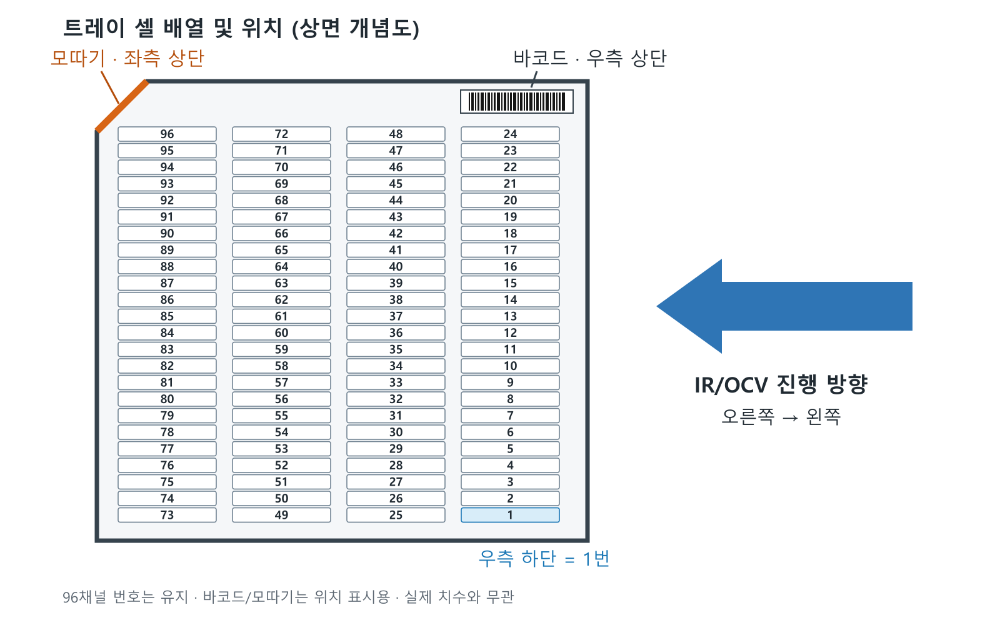 트레이 셀 배열 및 위치 (상면 개념도)
모따기 · 좌측 상단
바코드 · 우측 상단
96 72 48 24
95 71 47 23
94 70 46 22
93 69 45 21
92 68 44 20
91 67 43 19
90 66 42 18
89 65 41 17
88 64 40 16
87 63 39 15
86 62 38 14
85 61 37 13
84 60 36 12
83 59 35 11
82 58 34 10
81 57 33 9
80 56 32 8
79 55 31 7
78 54 30 6
77 53 29 5
76 52 28 4
75 51 27 3
74 50 26 2
73 49 25 1
IR/OCV 진행 방향
오른쪽 → 왼쪽
우측 하단 = 1번
96채널 번호는 유지 · 바코드/모따기는 위치 표시용 · 실제 치수와 무관